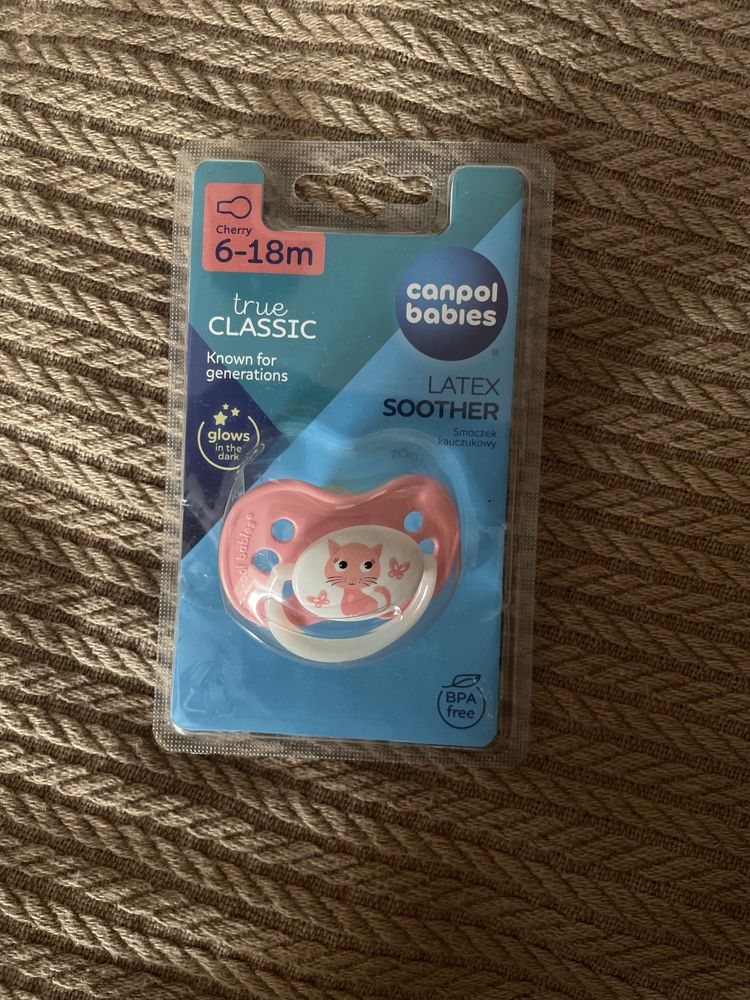 Cherry
6-18m
canpol
babies
®
true
CLASSIC
Known for
generations
LATEX
SOOTHER
Smoczek
kauczukowy
glows
in the
dark
BPA
free